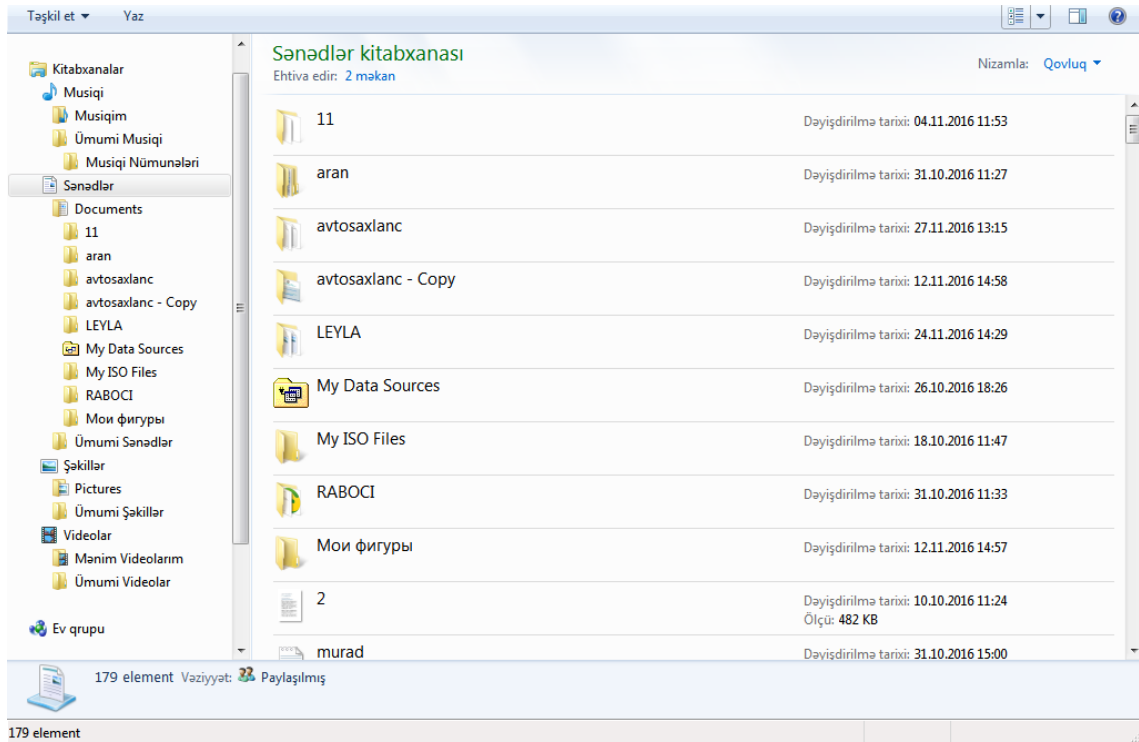 Təşkil et Yaz
Kitabxanalar
Musiqi
Musiqim
Ümumi Musiqi
Musiqi Nümunələri
Sənədlər
Documents
11
aran
avtosaxlanc
avtosaxlanc - Copy
LEYLA
My Data Sources
My ISO Files
RABOCI
Мои фигуры
Ümumi Sənədlər
Şəkillər
Pictures
Ümumi Şəkillər
Videolar
Mənim Videolarım
Ümumi Videolar
Ev qrupu
Sənədlər kitabxanası
Ehtiva edir: 2 məkan
Nizamla: Qovluq
11 Dəyişdirilmə tarixi: 04.11.2016 11:53
aran Dəyişdirilmə tarixi: 31.10.2016 11:27
avtosaxlanc Dəyişdirilmə tarixi: 27.11.2016 13:15
avtosaxlanc - Copy Dəyişdirilmə tarixi: 12.11.2016 14:58
LEYLA Dəyişdirilmə tarixi: 24.11.2016 14:29
My Data Sources Dəyişdirilmə tarixi: 26.10.2016 18:26
My ISO Files Dəyişdirilmə tarixi: 18.10.2016 11:47
RABOCI Dəyişdirilmə tarixi: 31.10.2016 11:33
Мои фигуры Dəyişdirilmə tarixi: 12.11.2016 14:57
2 Dəyişdirilmə tarixi: 10.10.2016 11:24
Ölçü: 482 KB
murad Dəyişdirilmə tarixi: 31.10.2016 15:00
179 element Vəziyyət: Paylaşılmış
179 element